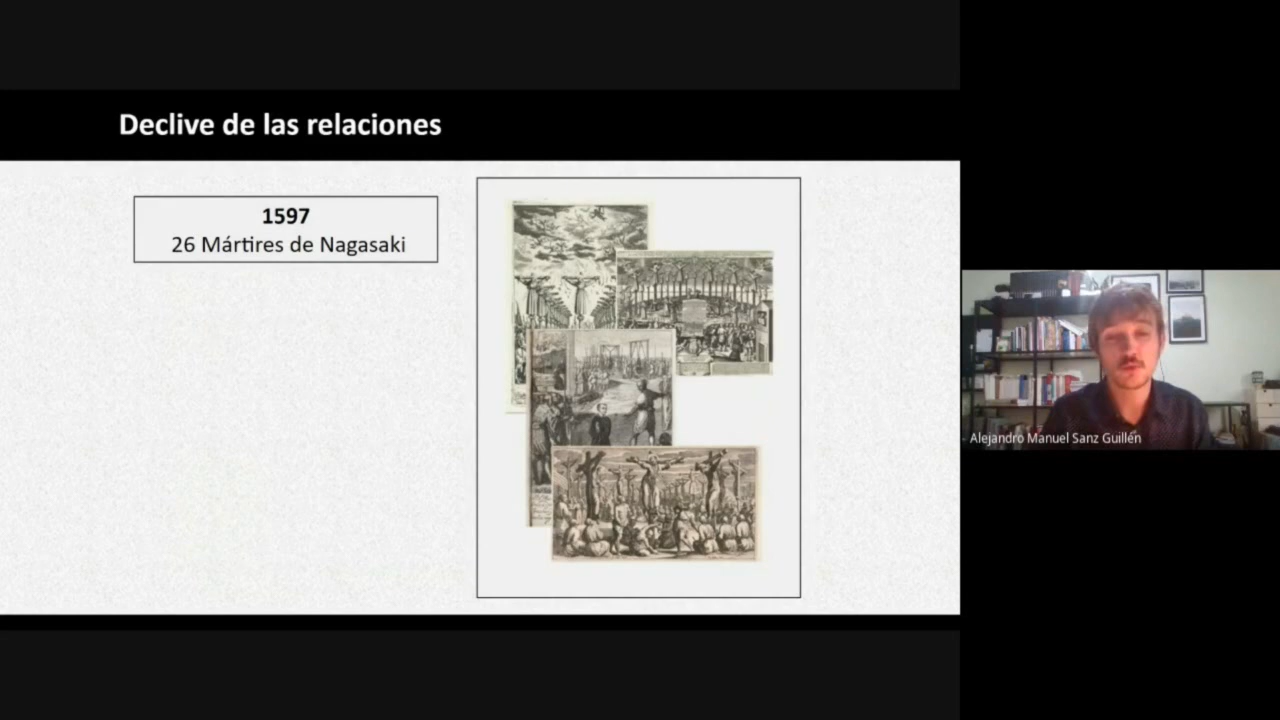 Declive de las relaciones
1597
26 Mártires de Nagasaki
Alejandro Manuel Sanz Guillén